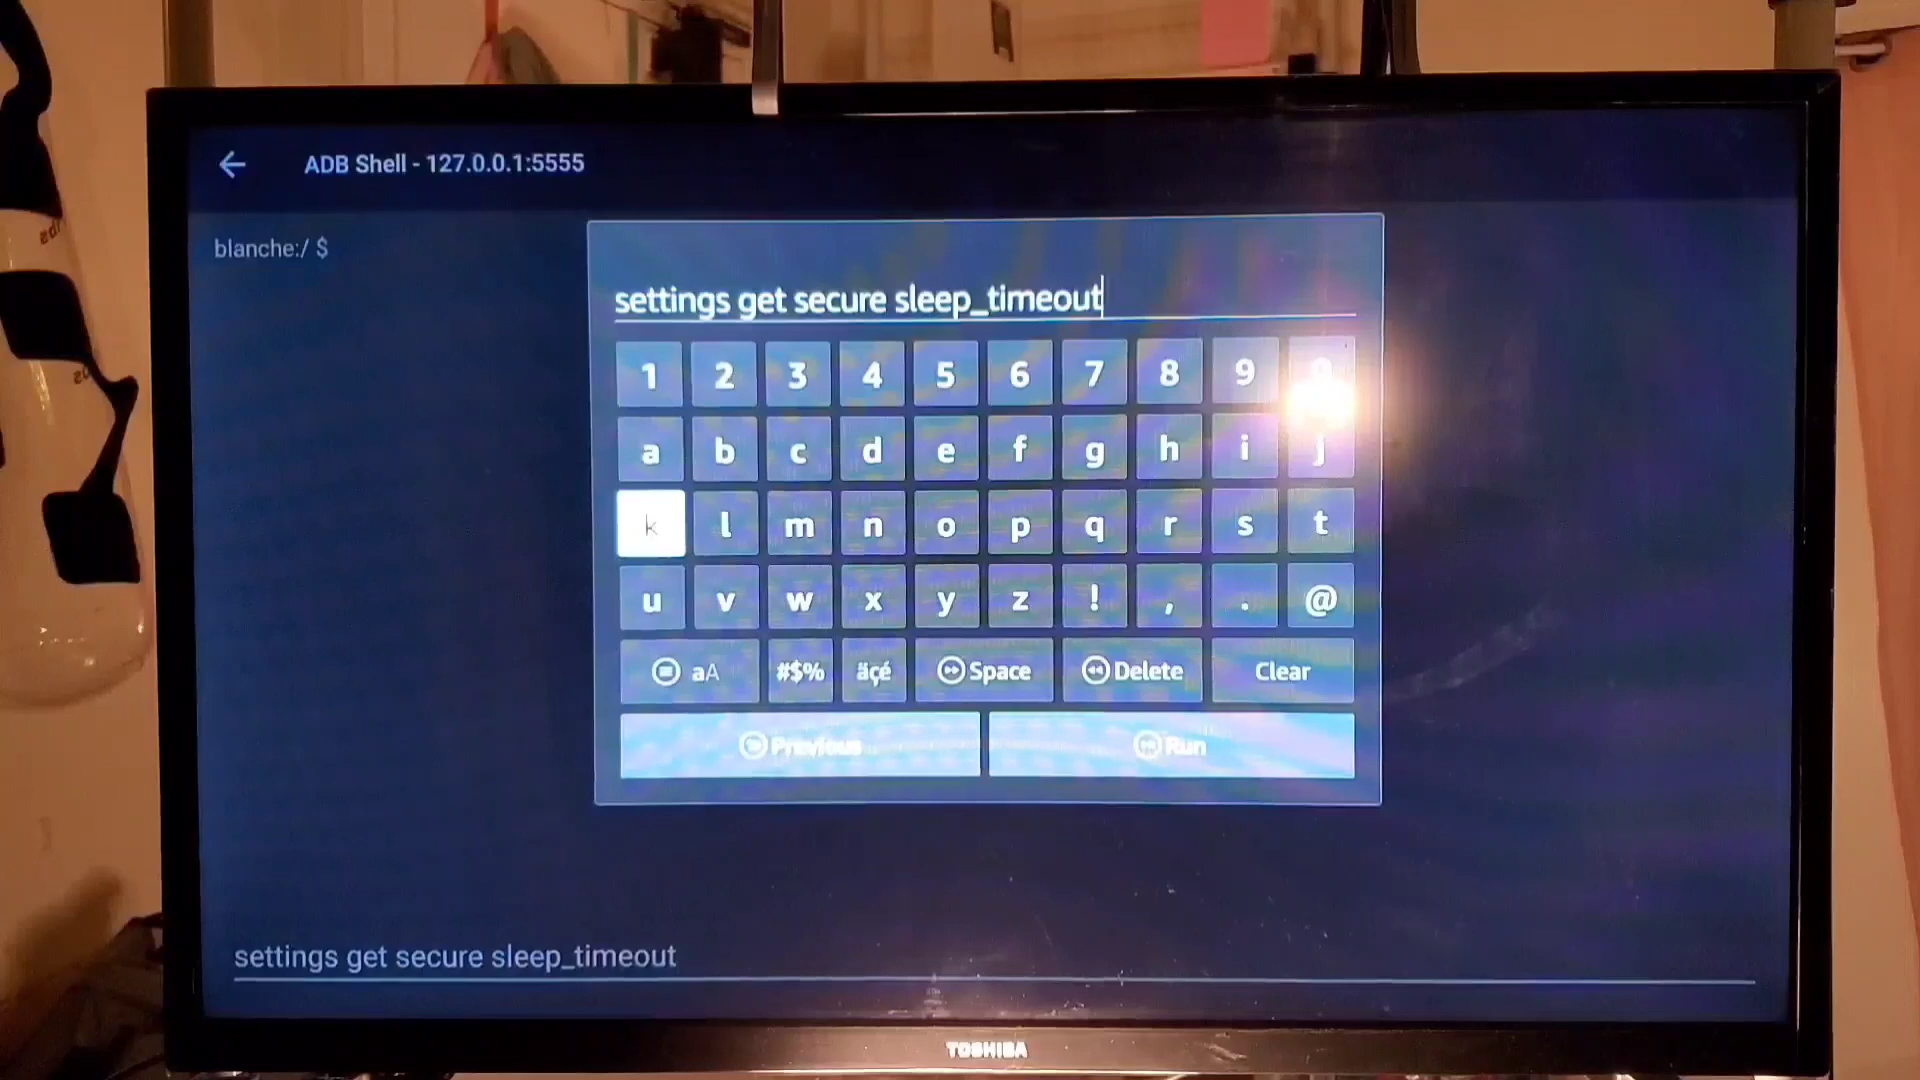 ADB Shell - 127.0.0.1:5555
blanche:/ $
settings get secure sleep_timeout
1 2 3 4 5 6 7 8 9
a b c d e f g h i j
k l m n o p q r s t
u v w x y z ! , . @
aA #$% äçé Space Delete Clear
Previous Run
settings get secure sleep_timeout
TOSHIBA